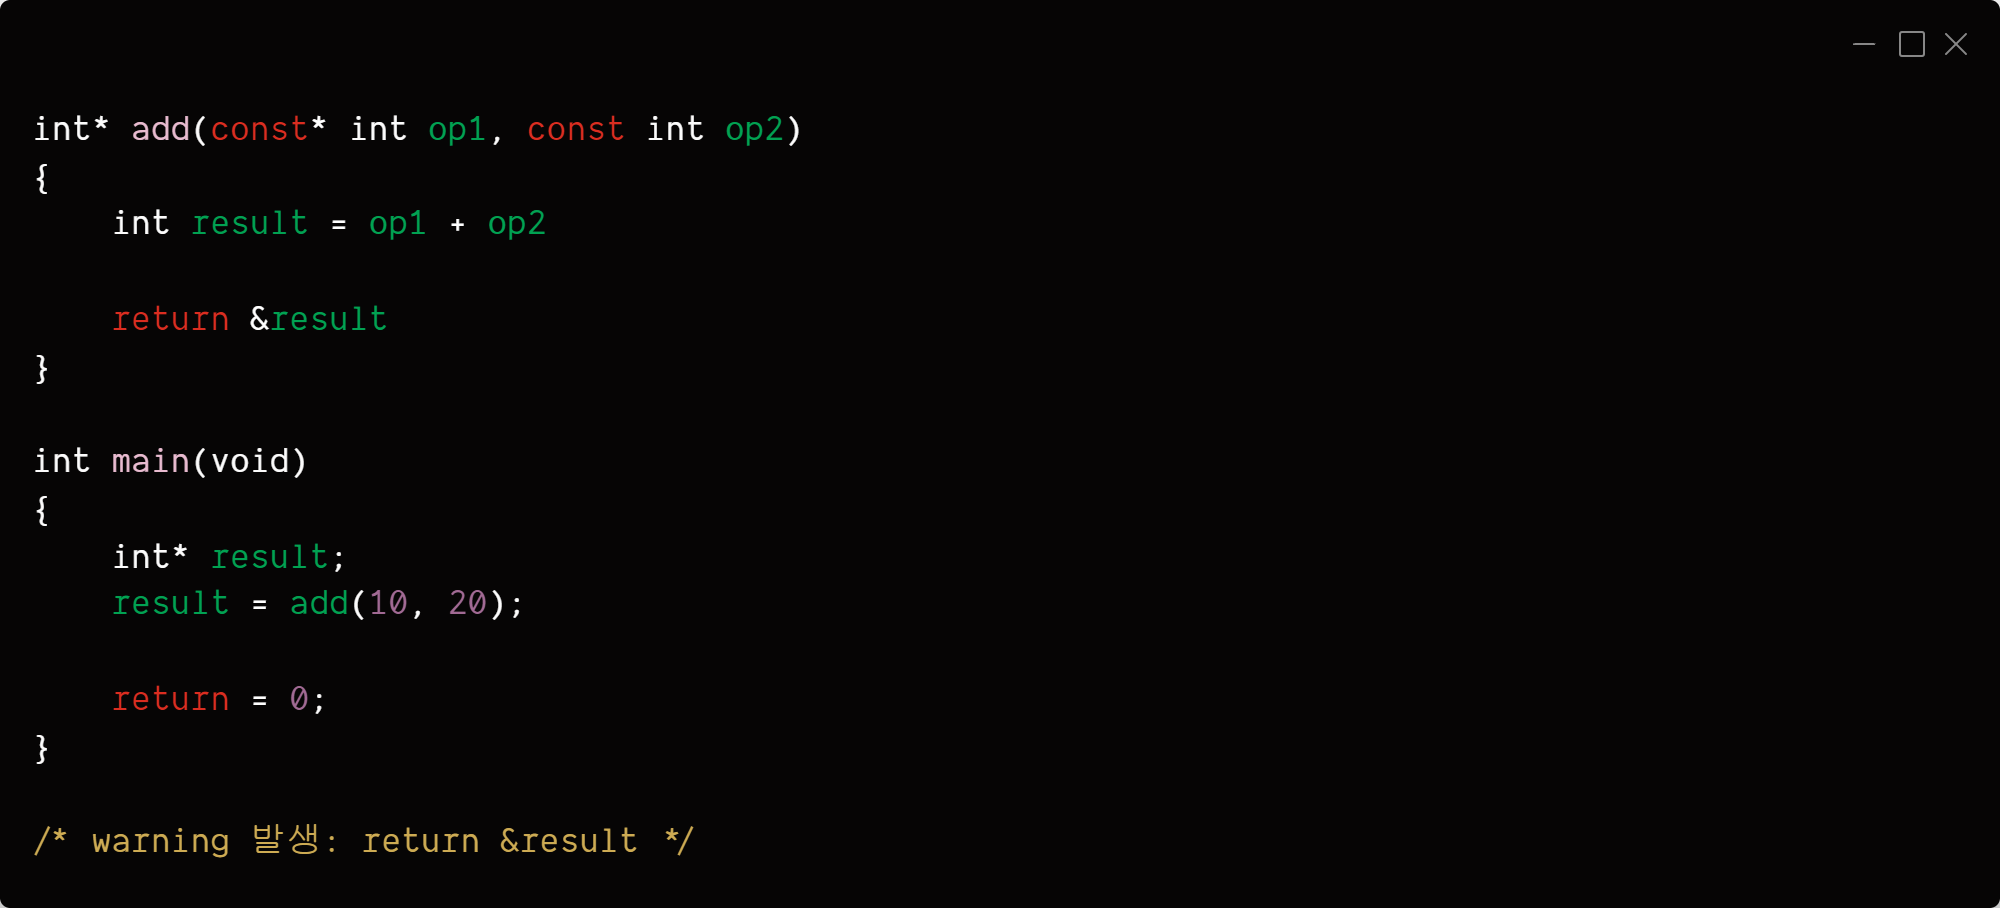 int* add(const* int op1, const int op2)
{
    int result = op1 + op2

    return &result
}

int main(void)
{
    int* result;
    result = add(10, 20);

    return = 0;
}

/* warning 발생: return &result */